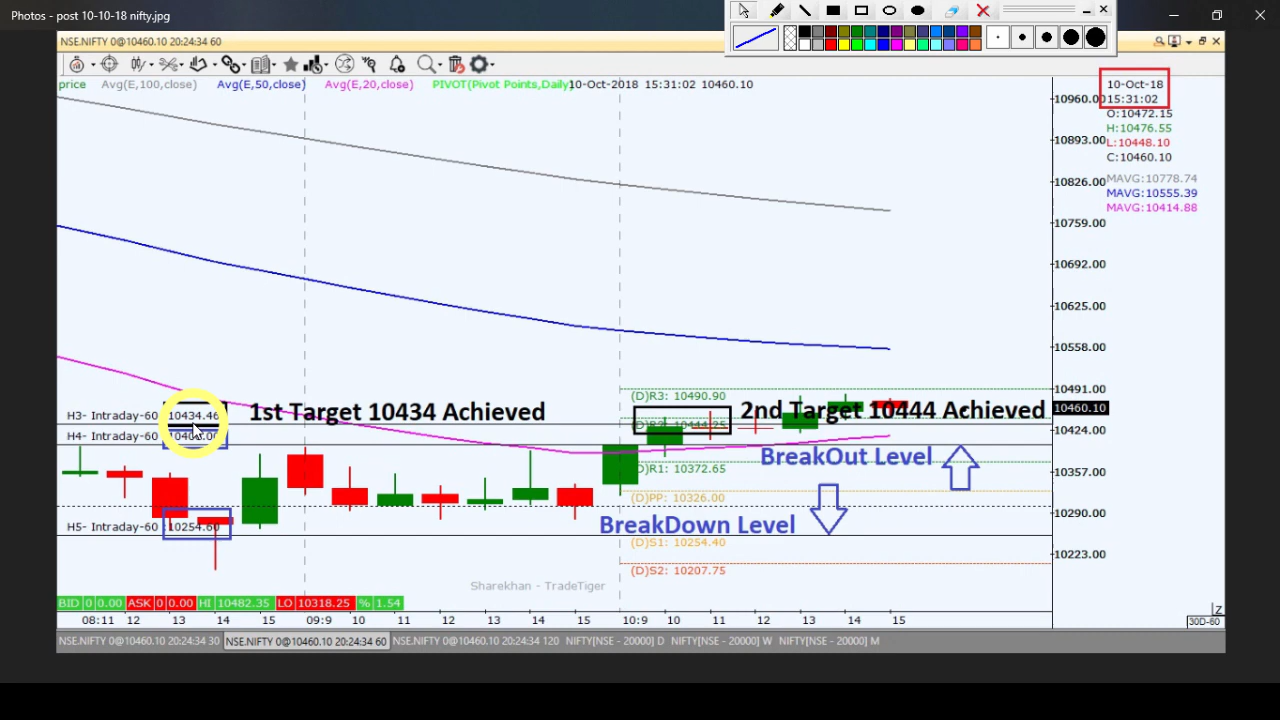 Photos - post 10-10-18 nifty.jpg
NSE.NIFTY 0@10460.10 20:24:34 60
price Avg(E,100,close) Avg(E,50,close) Avg(E,20,close) PIVOT(Pivot Points,Daily) 10-Oct-2018 15:31:02 10460.10
10-Oct-18
15:31:02
O:10472.15
H:10476.55
L:10448.10
C:10460.10
MAVG:10778.74
MAVG:10555.39
MAVG:10414.88
10960.00
10893.00
10826.00
10759.00
10692.00
10625.00
10558.00
10491.00
10460.10
10424.00
10357.00
10290.00
10223.00
(D)R3: 10490.90
H3- Intraday-60 10434.46
1st Target 10434 Achieved
2nd Target 10444 Achieved
(D)R2: 10444.25
H4- Intraday-60
BreakOut Level
(D)R1: 10372.65
(D)PP: 10326.00
H5- Intraday-60 :10254.60
BreakDown Level
(D)S1: 10254.40
(D)S2: 10207.75
Sharekhan - TradeTiger
BID 0 0.00 ASK 0 0.00 HI 10482.35 LO 10318.25 % 1.54
08:11 12 13 14 15 09:9 10 11 12 13 14 15 10:9 10 11 12 13 14 15
Z
30D-60
NSE.NIFTY 0@10460.10 20:24:34 30 NSE.NIFTY 0@10460.10 20:24:34 60 NSE.NIFTY 0@10460.10 20:24:34 120 NIFTY[NSE - 20000] D NIFTY[NSE - 20000] W NIFTY[NSE - 20000] M